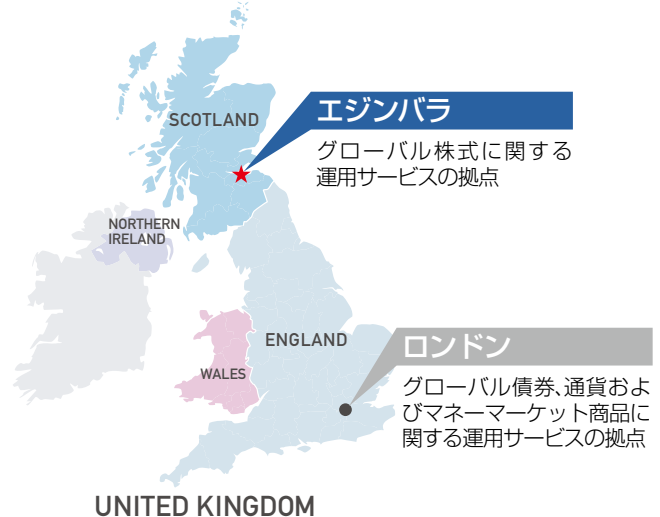 SCOTLAND
エジンバラ
グローバル株式に関する
運用サービスの拠点
NORTHERN
IRELAND
ENGLAND
WALES
ロンドン
グローバル債券、通貨およ
びマネーマーケット商品に
関する運用サービスの拠点
UNITED KINGDOM